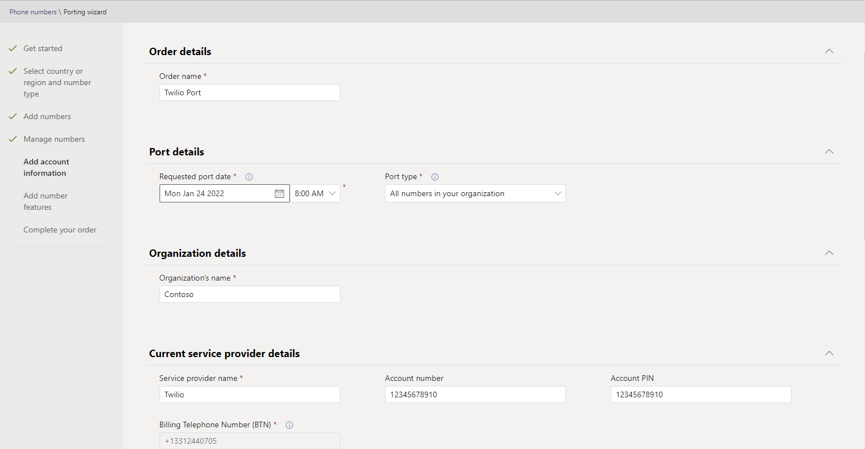 Phone numbers \ Porting wizard
Get started
Select country or
region and number
type
Add numbers
Manage numbers
Add account
information
Add number
features
Complete your order
Order details
Order name *
Twilio Port
Port details
Requested port date *
Port type *
Mon Jan 24 2022
8:00 AM
*
All numbers in your organization
Organization details
Organization's name *
Contoso
Current service provider details
Service provider name *
Account number
Account PIN
Twilio
12345678910
12345678910
Billing Telephone Number (BTN) *
+13312440705